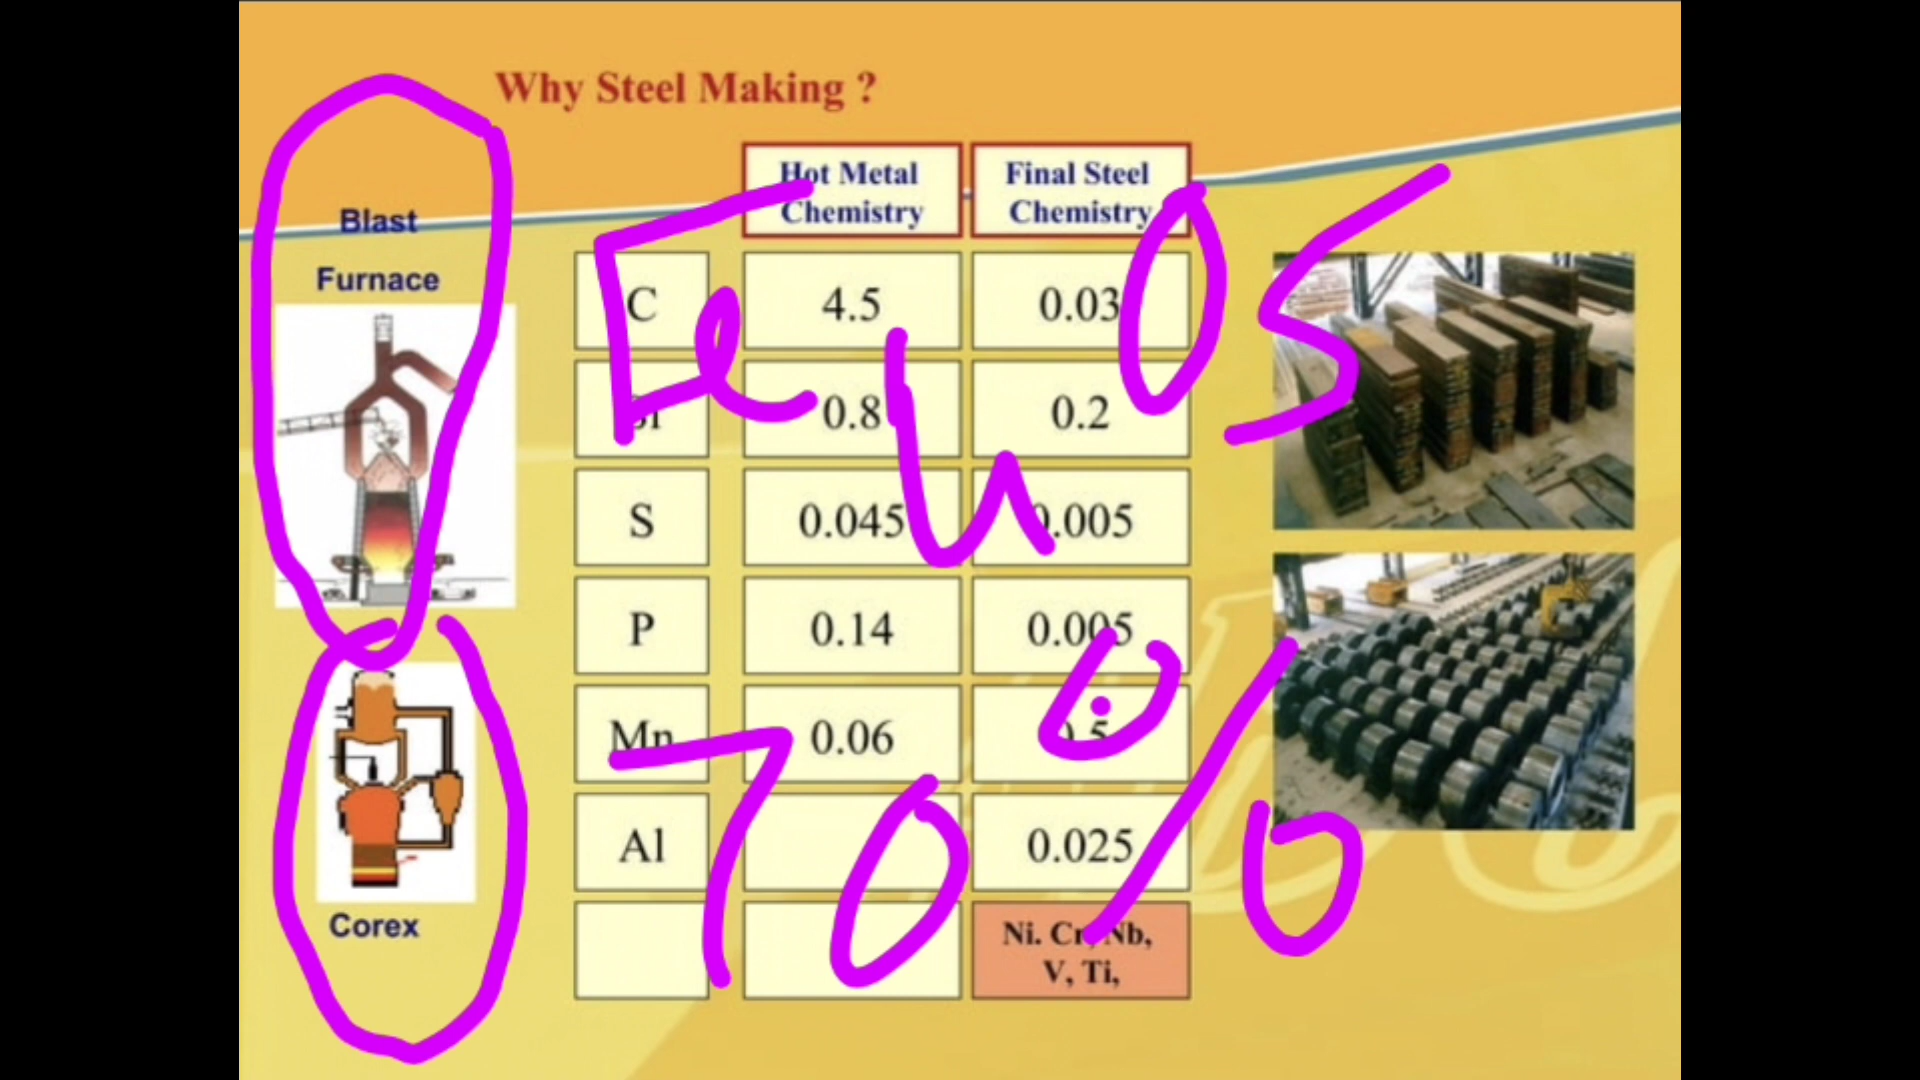 Why Steel Making ?
Blast
Furnace
Corex
Hot Metal Chemistry
Final Steel Chemistry
C 4.5 0.03
Si 0.8 0.2
S 0.045 0.005
P 0.14 0.005
Mn 0.06 0.5
Al 0.025
Ni. Cr, Nb,
V, Ti,
70 %